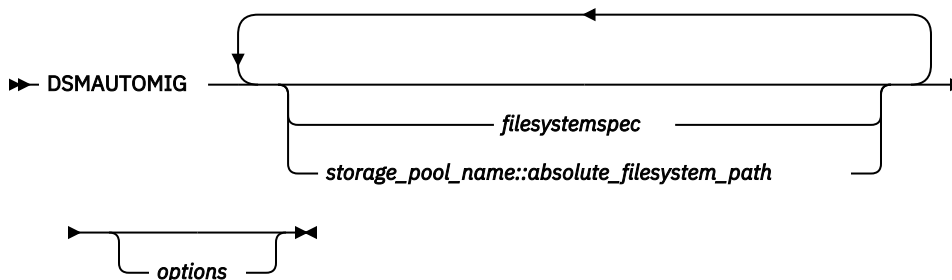 DSMAUTOMIG
filesystemspec
storage_pool_name::absolute_filesystem_path
options